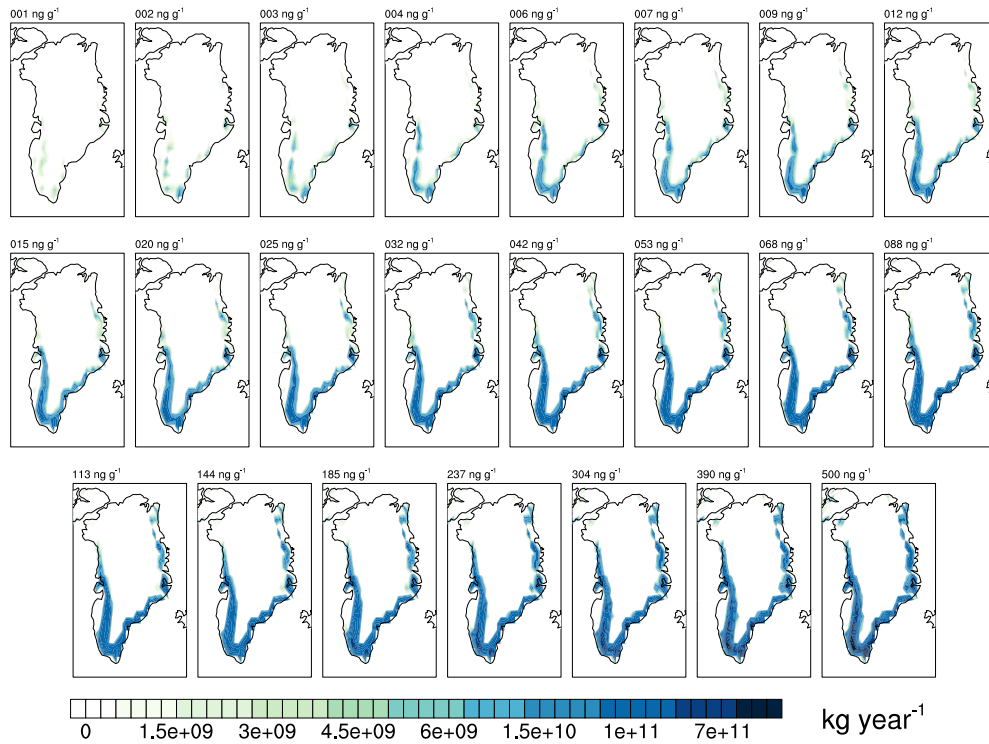 001 ng g⁻¹ 002 ng g⁻¹ 003 ng g⁻¹ 004 ng g⁻¹ 006 ng g⁻¹ 007 ng g⁻¹ 009 ng g⁻¹ 012 ng g⁻¹
015 ng g⁻¹ 020 ng g⁻¹ 025 ng g⁻¹ 032 ng g⁻¹ 042 ng g⁻¹ 053 ng g⁻¹ 068 ng g⁻¹ 088 ng g⁻¹
113 ng g⁻¹ 144 ng g⁻¹ 185 ng g⁻¹ 237 ng g⁻¹ 304 ng g⁻¹ 390 ng g⁻¹ 500 ng g⁻¹
0 1.5e+09 3e+09 4.5e+09 6e+09 1.5e+10 1e+11 7e+11 kg year⁻¹